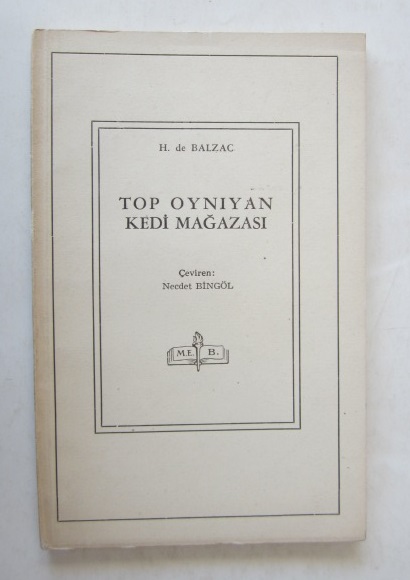 H. de BALZAC
TOP OYNIYAN
KEDİ MAĞAZASI
Çeviren:
Necdet BİNGÖL
M.E. B.